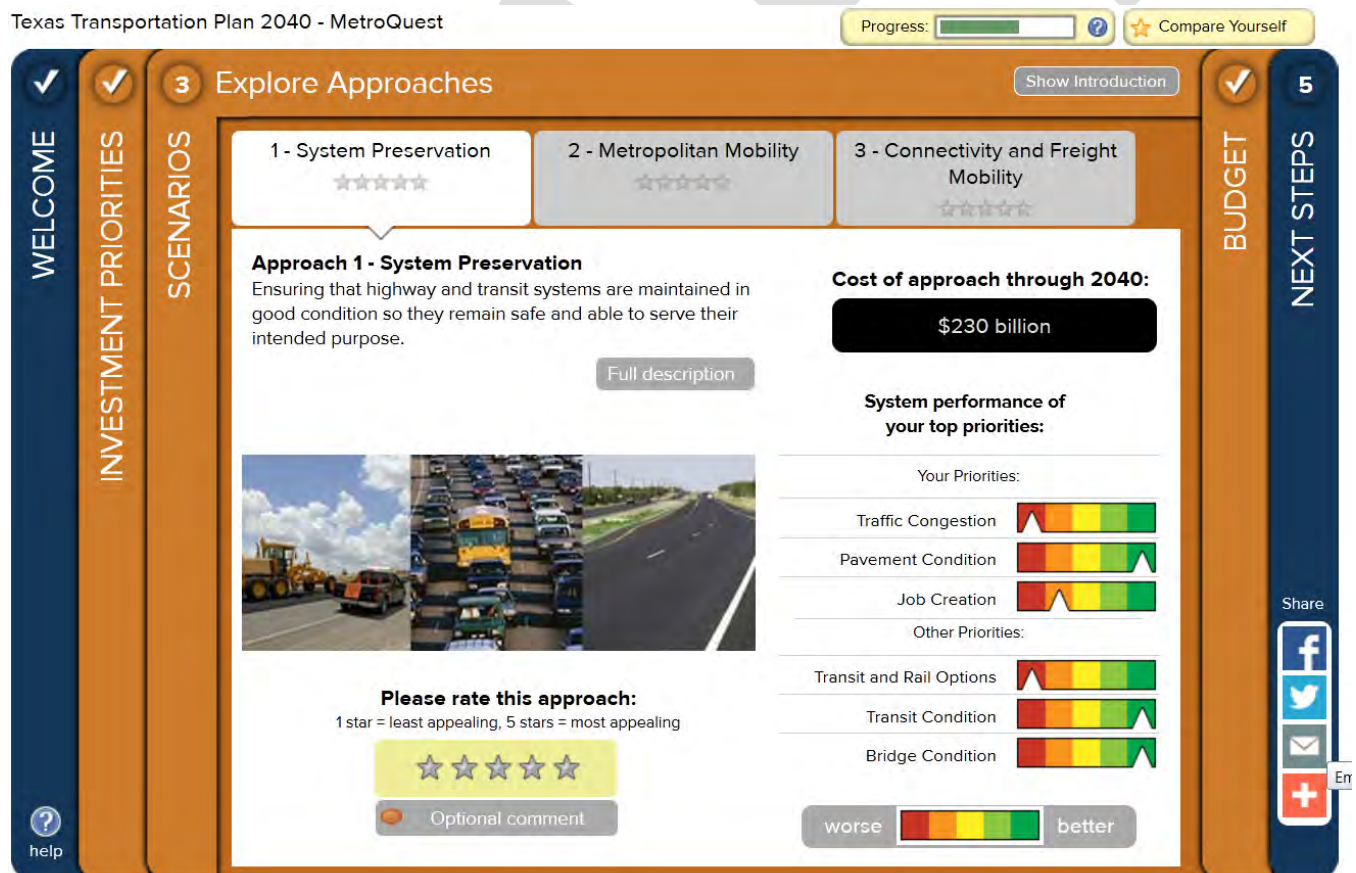 Texas Transportation Plan 2040 - MetroQuest
Progress:
?
Compare Yourself
WELCOME
INVESTMENT PRIORITIES
3
SCENARIOS
Explore Approaches
Show Introduction
BUDGET
5
NEXT STEPS
1 - System Preservation
2 - Metropolitan Mobility
3 - Connectivity and Freight
Mobility
Approach 1 - System Preservation
Ensuring that highway and transit systems are maintained in
good condition so they remain safe and able to serve their
intended purpose.
Full description
Cost of approach through 2040:
$230 billion
System performance of
your top priorities:
Your Priorities:
Traffic Congestion
Pavement Condition
Job Creation
Other Priorities:
Transit and Rail Options
Transit Condition
Bridge Condition
worse
better
Please rate this approach:
1 star = least appealing, 5 stars = most appealing
Optional comment
Share
f
Em
?
help